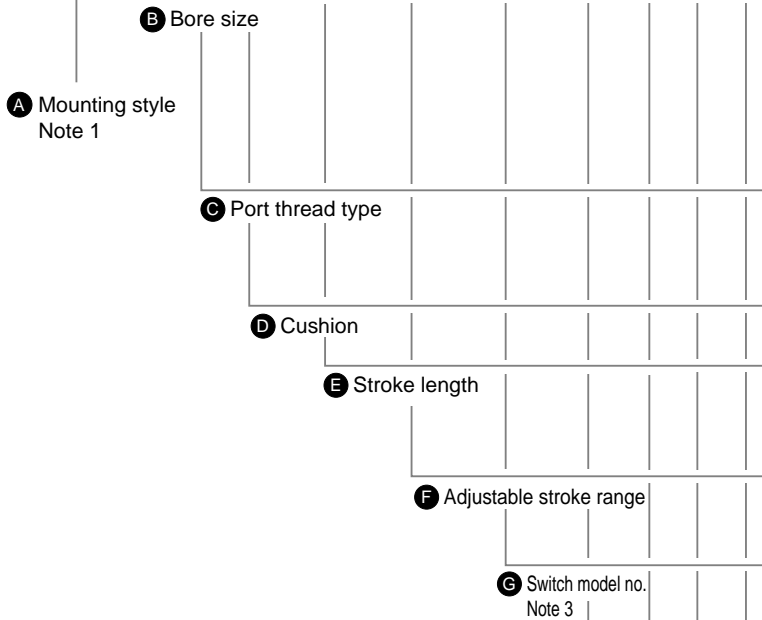 B Bore size
A Mounting style
Note 1
C Port thread type
D Cushion
E Stroke length
F Adjustable stroke range
G Switch model no.
Note 3